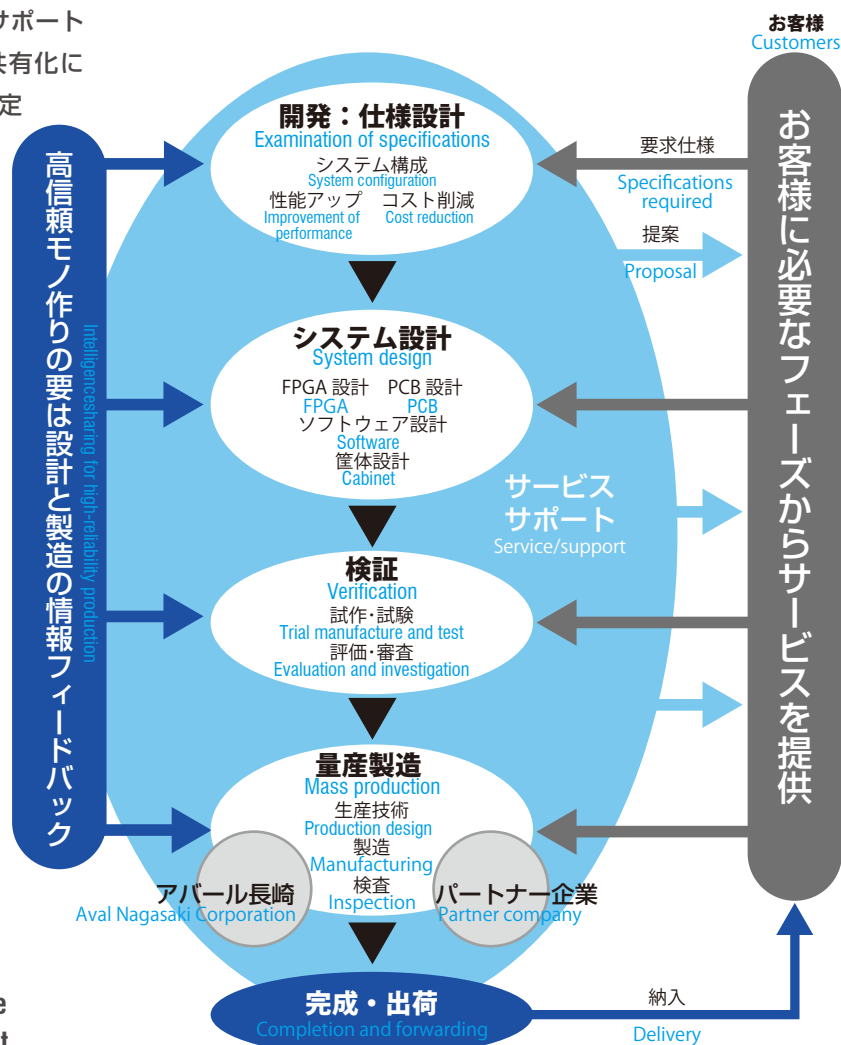 サポート
共有化に
定
お客様
Customers
高信頼モノ作りの要は設計と製造の情報フィードバック
Intelligencesharing for high-reliability production
開発：仕様設計
Examination of specifications
システム構成
System configuration
性能アップ コスト削減
Improvement of performance Cost reduction
要求仕様
Specifications
required
提案
Proposal
お客様に必要なフェーズからサービスを提供
システム設計
System design
FPGA 設計 PCB 設計
FPGA PCB
ソフトウェア設計
Software
筐体設計
Cabinet
サービス
サポート
Service/support
検証
Verification
試作・試験
Trial manufacture and test
評価・審査
Evaluation and investigation
量産製造
Mass production
生産技術
Production design
製造
Manufacturing
検査
Inspection
アバール長崎
Aval Nagasaki Corporation
パートナー企業
Partner company
完成・出荷
Completion and forwarding
納入
Delivery
e
t